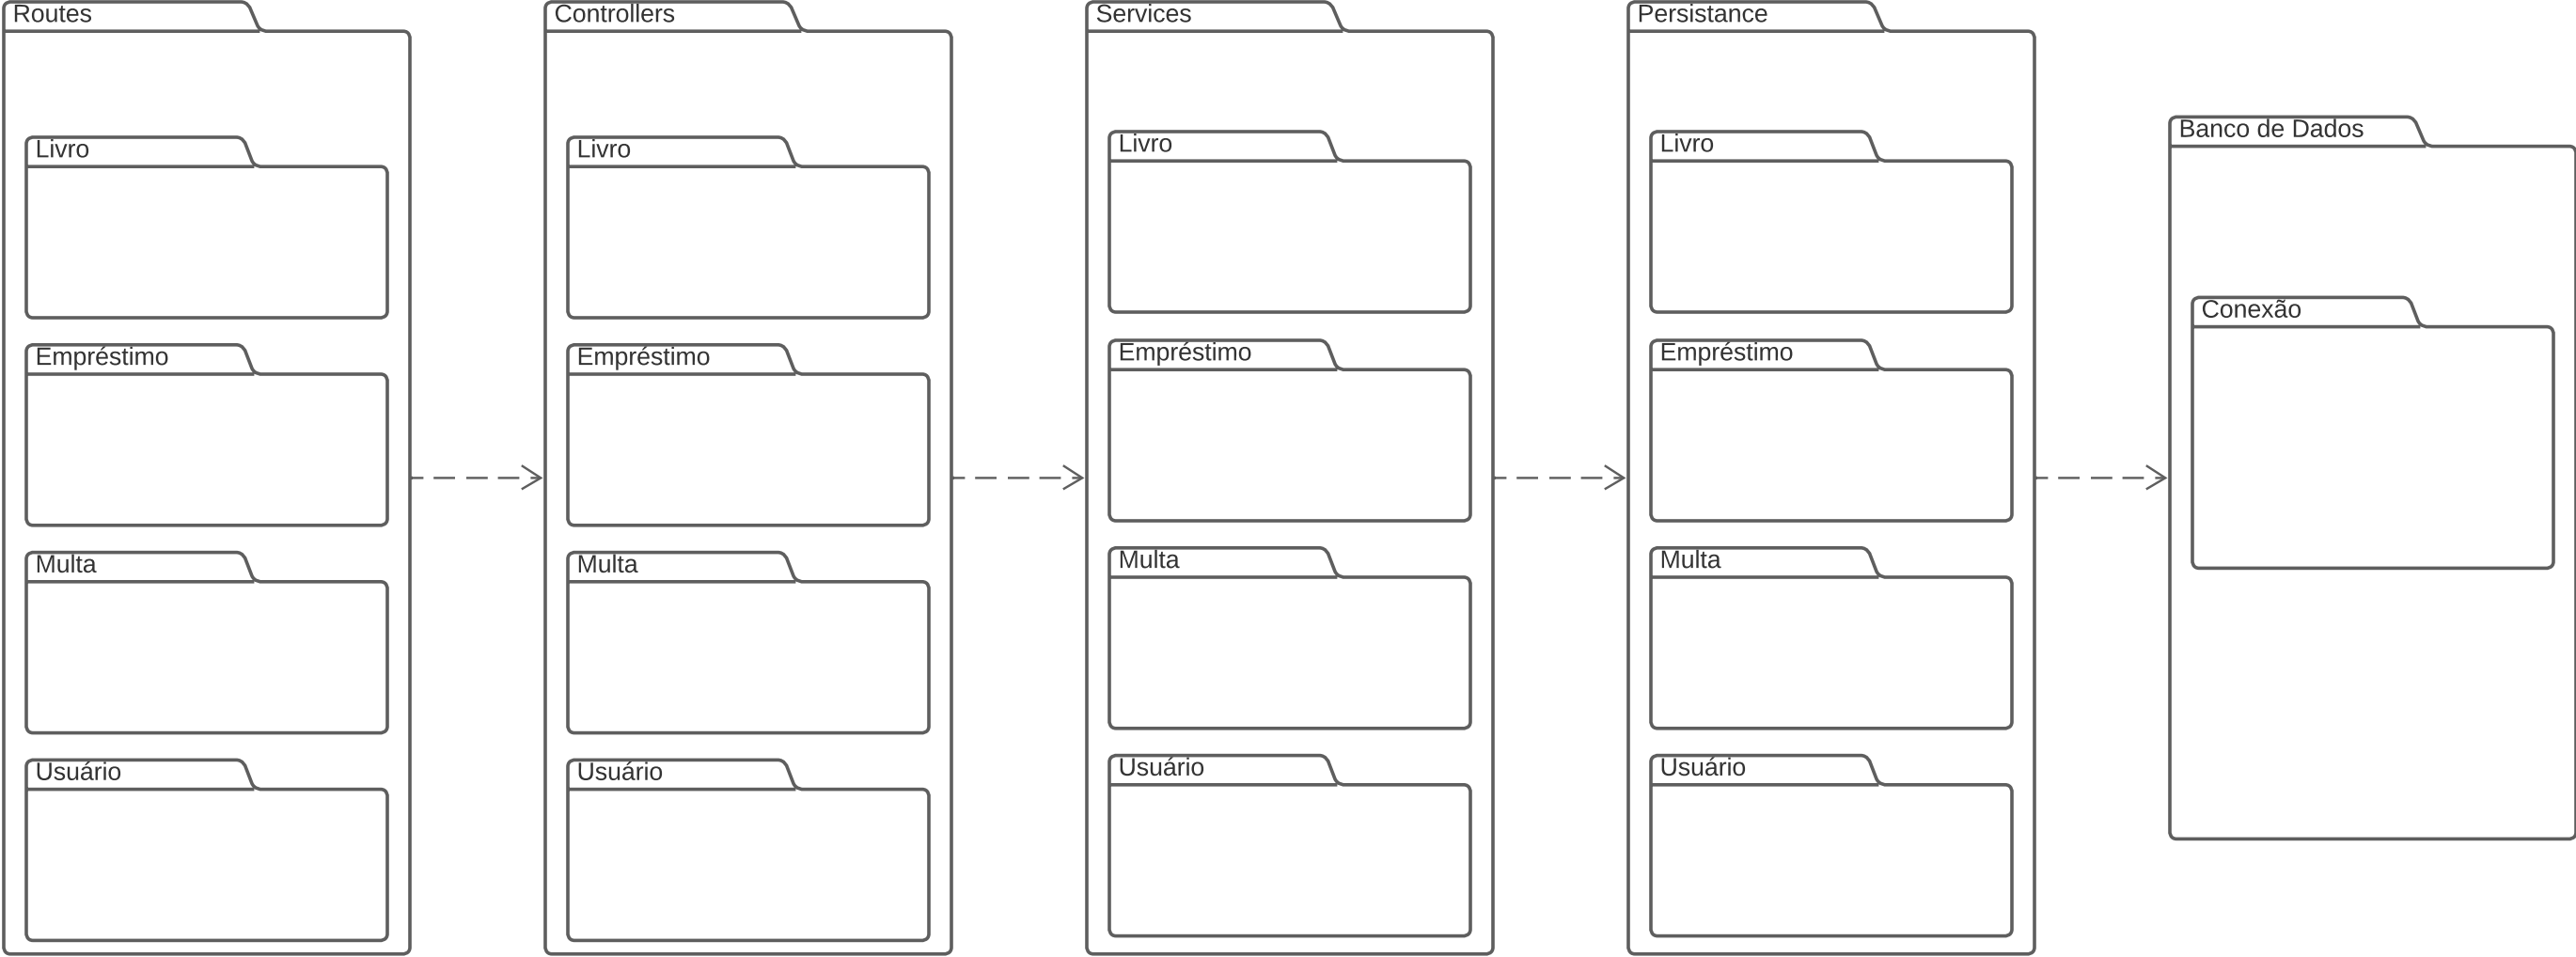 Routes
Livro
Empréstimo
Multa
Usuário
Controllers
Livro
Empréstimo
Multa
Usuário
Services
Livro
Empréstimo
Multa
Usuário
Persistance
Livro
Empréstimo
Multa
Usuário
Banco de Dados
Conexão